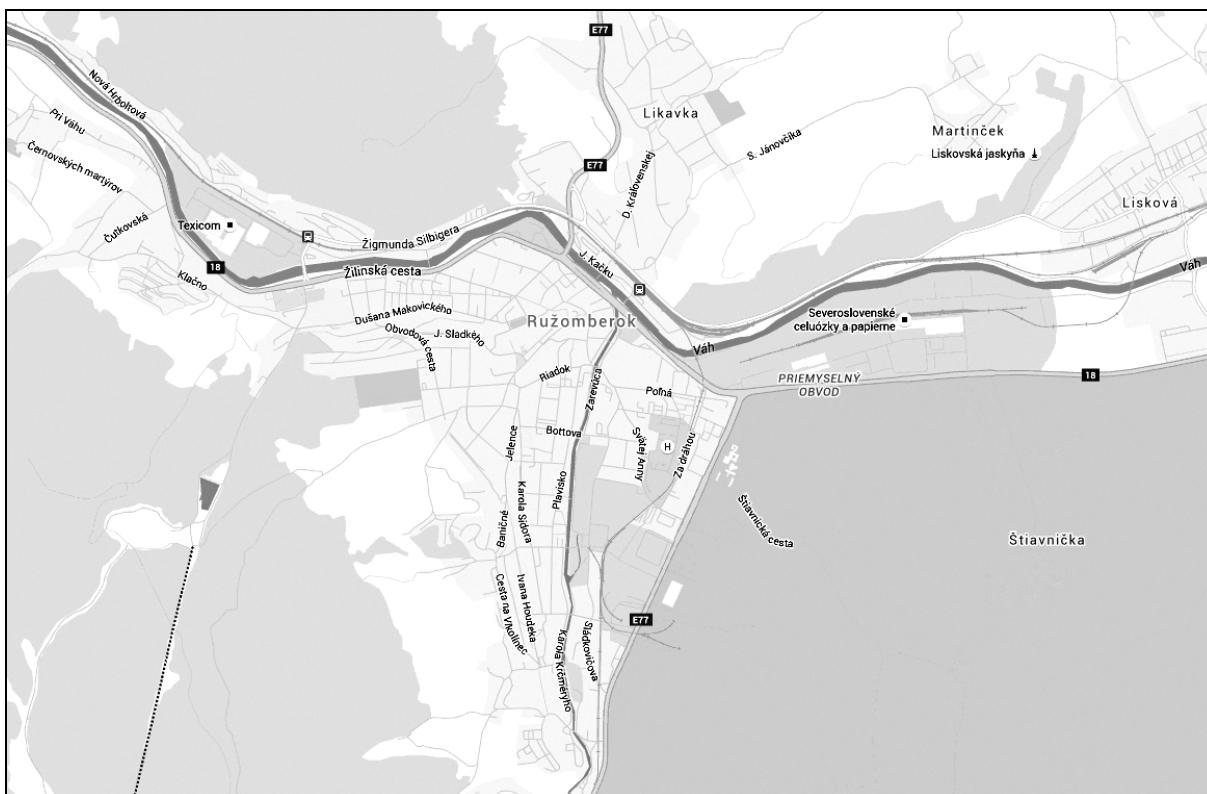 E77
Likavka
Nová Hrboltová
Pri Váhu
Černovských martýrov
S. Jánovčíka
Martinček
Liskovská jaskyňa
E77
D. Kráľovenskej
Lisková
Čutkovská
Texicom
Žigmunda Silbigera
18
Klačno
Žilinská cesta
J. Kačku
Váh
Dušana Makovického
Ružomberok
Severoslovenské
celuózky a papierne
Obvodová cesta
J. Sladkého
Váh
Riadok
Zarevúca
Poľná
PRIEMYSELNÝ
OBVOD
18
Jelence
Bottova
Svätej Anny
H
Za dráhou
Plavisko
Karola Sidora
Baničné
Štiavnická cesta
Štiavnička
Cesta na Vlkolínec
Ivana Houdeka
E77
Karola Krčméryho
Sládkovičova